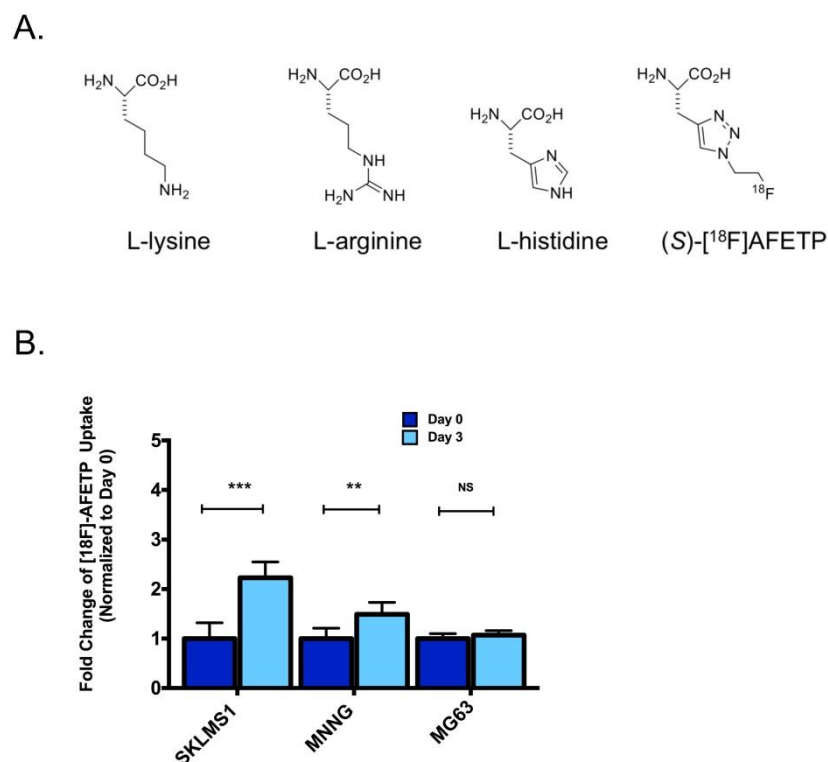 A.
H₂N CO₂H
NH₂
L-lysine
H₂N CO₂H
NH
H₂N NH
L-arginine
H₂N CO₂H
N
NH
L-histidine
H₂N CO₂H
N
N
N
¹⁸F
(S)-[¹⁸F]AFETP
B.
Fold Change of [18F]-AFETP Uptake
(Normalized to Day 0)
Day 0
Day 3
5
4
3
2
1
0
***
**
NS
SKLMS1
MNNG
MG63